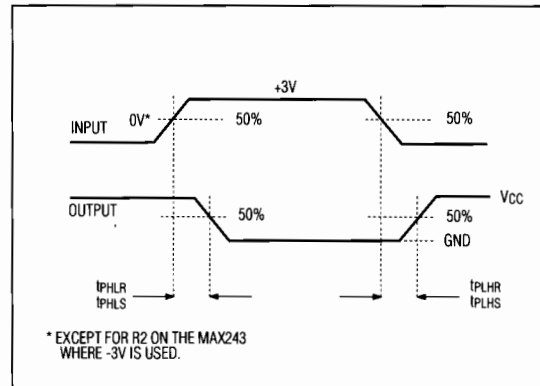 +3V
0V*
50%
50%
INPUT
VCC
OUTPUT
50%
50%
GND
tPHLR
tPHLS
tPLHR
tPLHS
* EXCEPT FOR R2 ON THE MAX243
WHERE -3V IS USED.